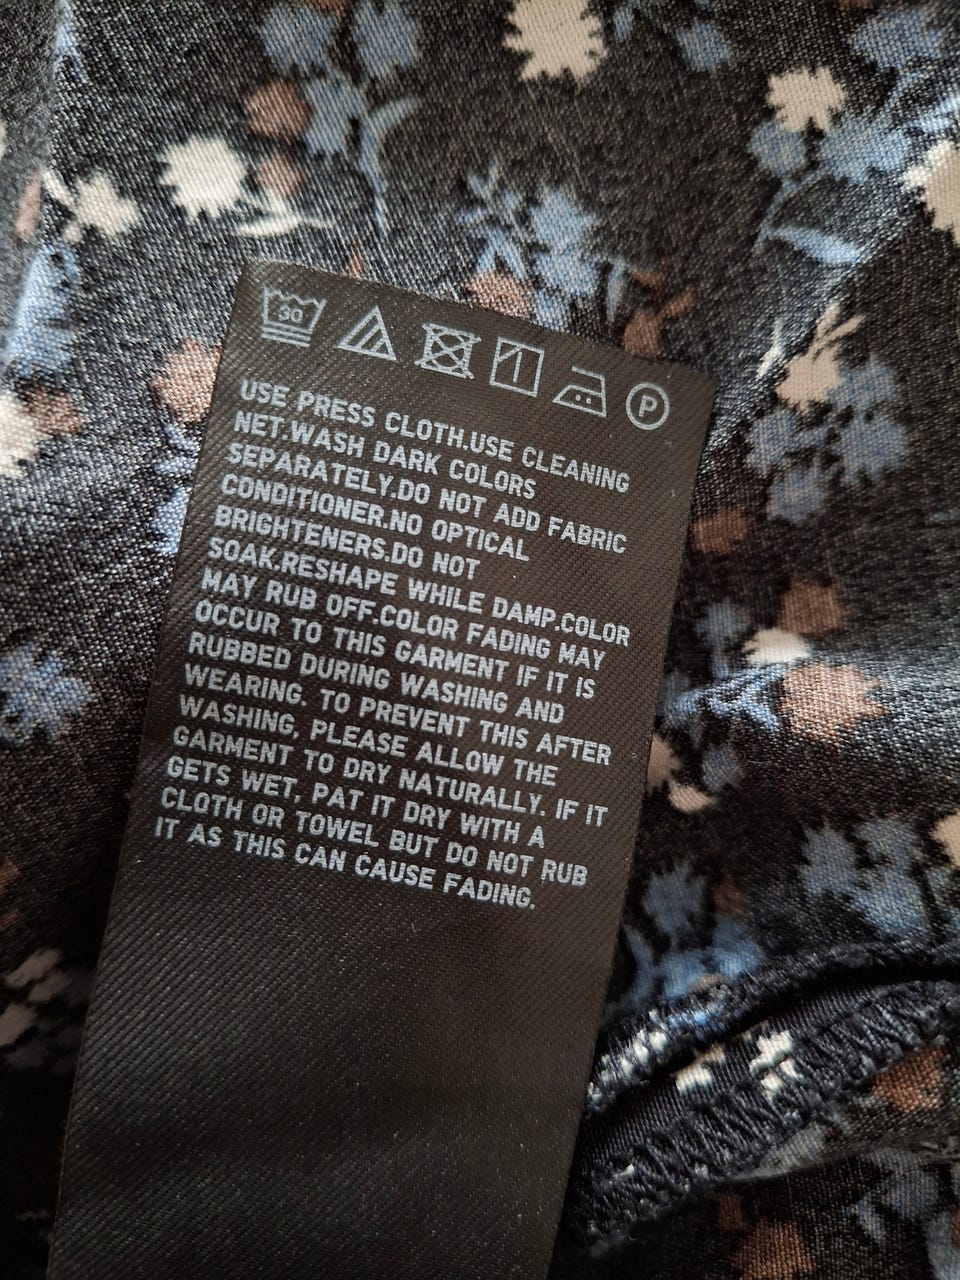 30
P
USE PRESS CLOTH.USE CLEANING
NET.WASH DARK COLORS
SEPARATELY.DO NOT ADD FABRIC
CONDITIONER.NO OPTICAL
BRIGHTENERS.DO NOT
SOAK.RESHAPE WHILE DAMP.COLOR
MAY RUB OFF.COLOR FADING MAY
OCCUR TO THIS GARMENT IF IT IS
RUBBED DURING WASHING AND
WEARING. TO PREVENT THIS AFTER
WASHING, PLEASE ALLOW THE
GARMENT TO DRY NATURALLY. IF IT
GETS WET, PAT IT DRY WITH A
CLOTH OR TOWEL BUT DO NOT RUB
IT AS THIS CAN CAUSE FADING.